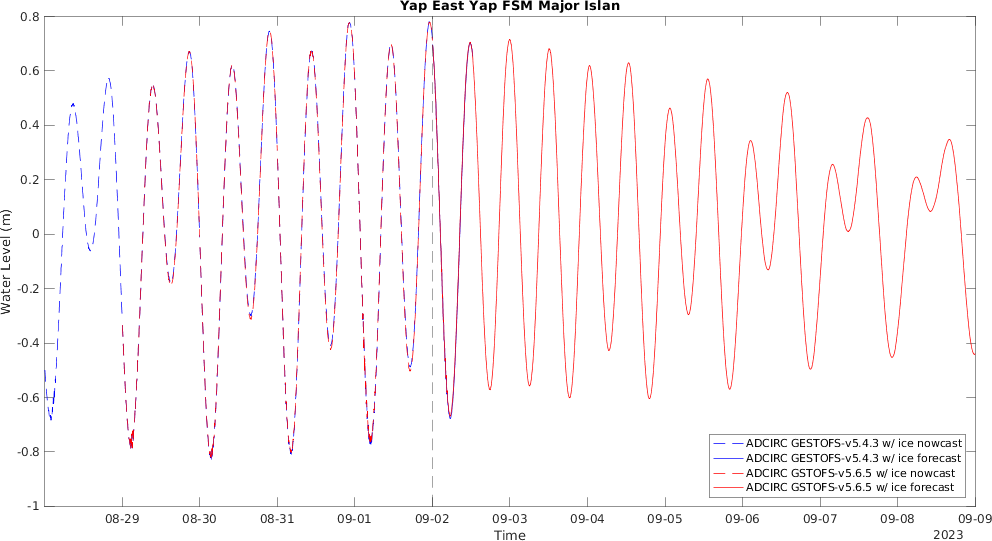 Yap East Yap FSM Major Islan
0.8
0.6
0.4
0.2
0
-0.2
-0.4
-0.6
-0.8
-1
Water Level (m)
08-29 08-30 08-31 09-01 09-02 09-03 09-04 09-05 09-06 09-07 09-08 09-09
Time
2023
ADCIRC GESTOFS-v5.4.3 w/ ice nowcast
ADCIRC GESTOFS-v5.4.3 w/ ice forecast
ADCIRC GSTOFS-v5.6.5 w/ ice nowcast
ADCIRC GSTOFS-v5.6.5 w/ ice forecast